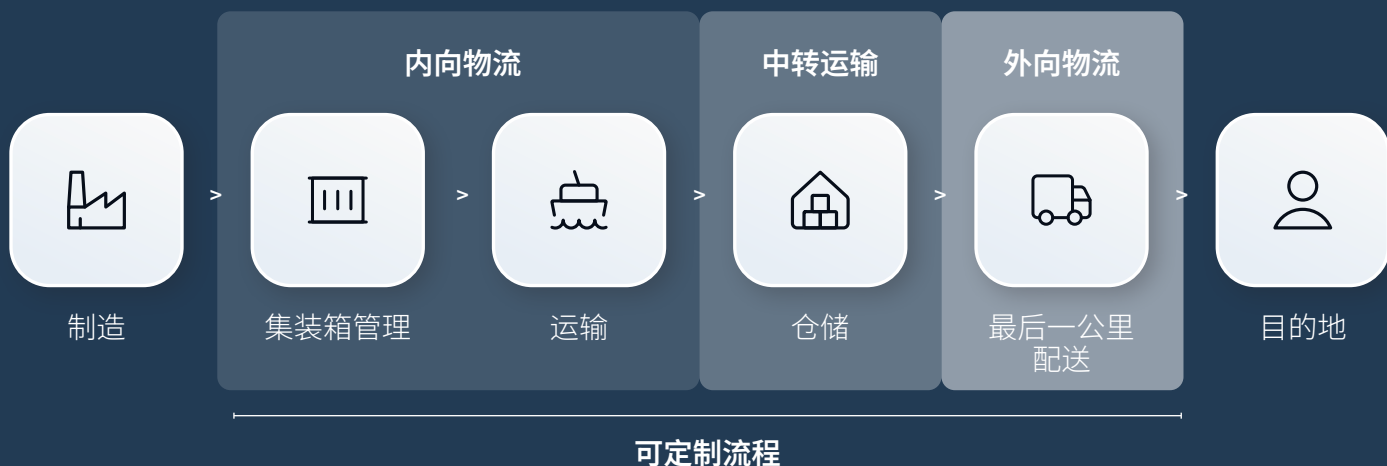 内向物流
中转运输
外向物流
>
>
>
>
>
制造
集装箱管理
运输
仓储
最后一公里
配送
目的地
可定制流程